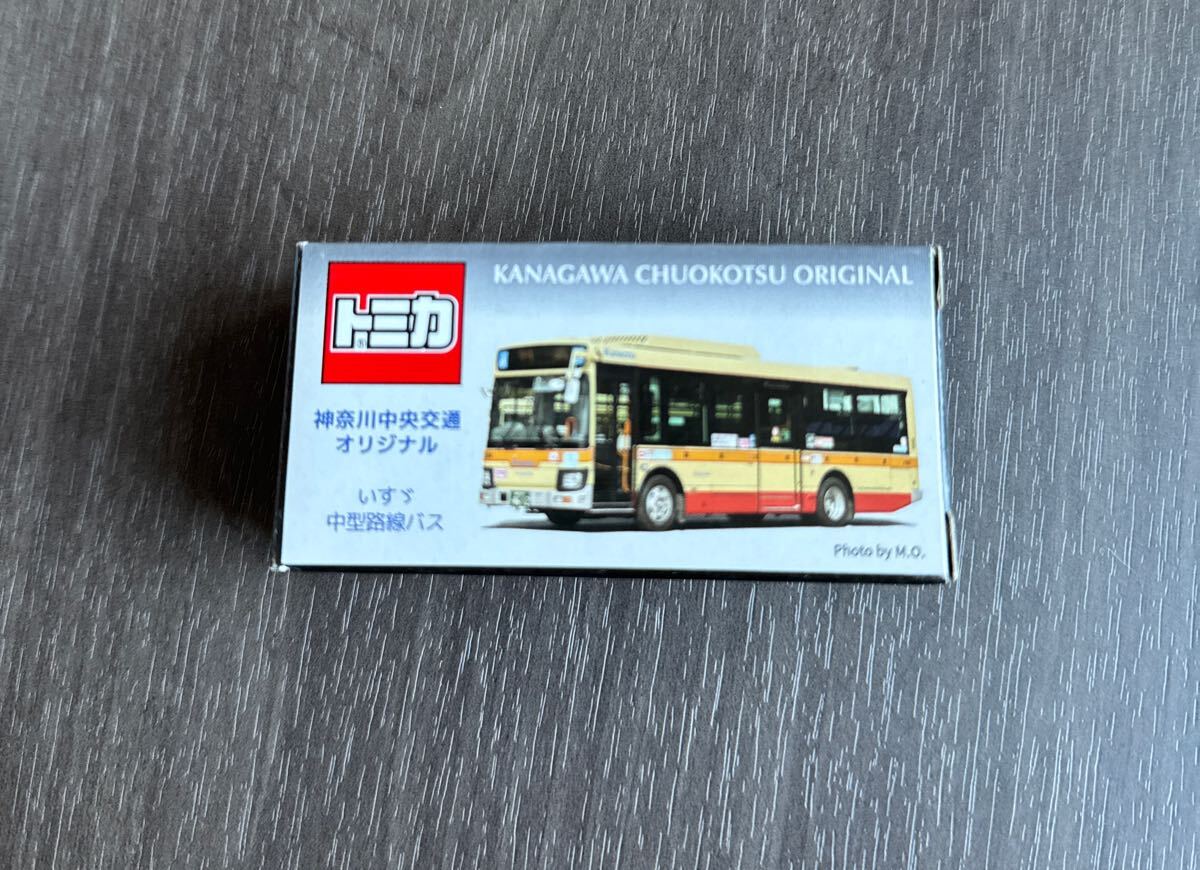 トミカ
KANAGAWA CHUOKOTSU ORIGINAL
神奈川中央交通
オリジナル
いすゞ
中型路線バス
Photo by M.O.